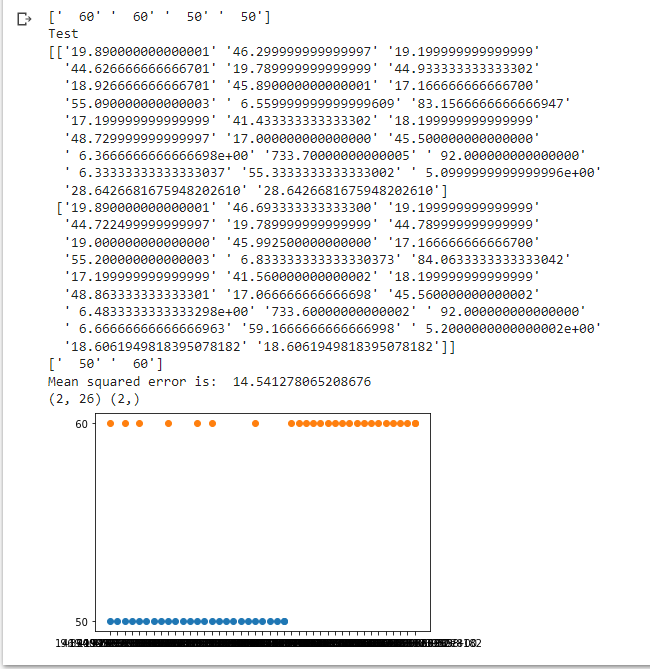 ['  60' '  60' '  50' '  50']
Test
[['19.890000000000001' '46.299999999999997' '19.199999999999999'
'44.626666666666701' '19.789999999999999' '44.933333333333302'
'18.926666666666701' '45.890000000000001' '17.166666666666700'
'55.090000000000003' ' 6.559999999999999609' '83.1566666666666947'
'17.199999999999999' '41.433333333333302' '18.199999999999999'
'48.729999999999997' '17.000000000000000' '45.500000000000000'
' 6.3666666666666698e+00' '733.70000000000005' ' 92.000000000000000'
' 6.3333333333333037' '55.3333333333333002' ' 5.0999999999999996e+00'
'28.6426681675948202610' '28.6426681675948202610']
['19.890000000000001' '46.693333333333300' '19.199999999999999'
'44.722499999999997' '19.789999999999999' '44.789999999999999'
'19.000000000000000' '45.992500000000000' '17.166666666666700'
'55.200000000000003' ' 6.833333333333330373' '84.0633333333333042'
'17.199999999999999' '41.560000000000002' '18.199999999999999'
'48.863333333333301' '17.066666666666698' '45.560000000000002'
' 6.4833333333333298e+00' '733.60000000000002' ' 92.000000000000000'
' 6.66666666666666963' '59.1666666666666998' ' 5.2000000000000002e+00'
'18.6061949818395078182' '18.6061949818395078182']]
['  50' '  60']
Mean squared error is:  14.541278065208676
(2, 26) (2,)
60
50